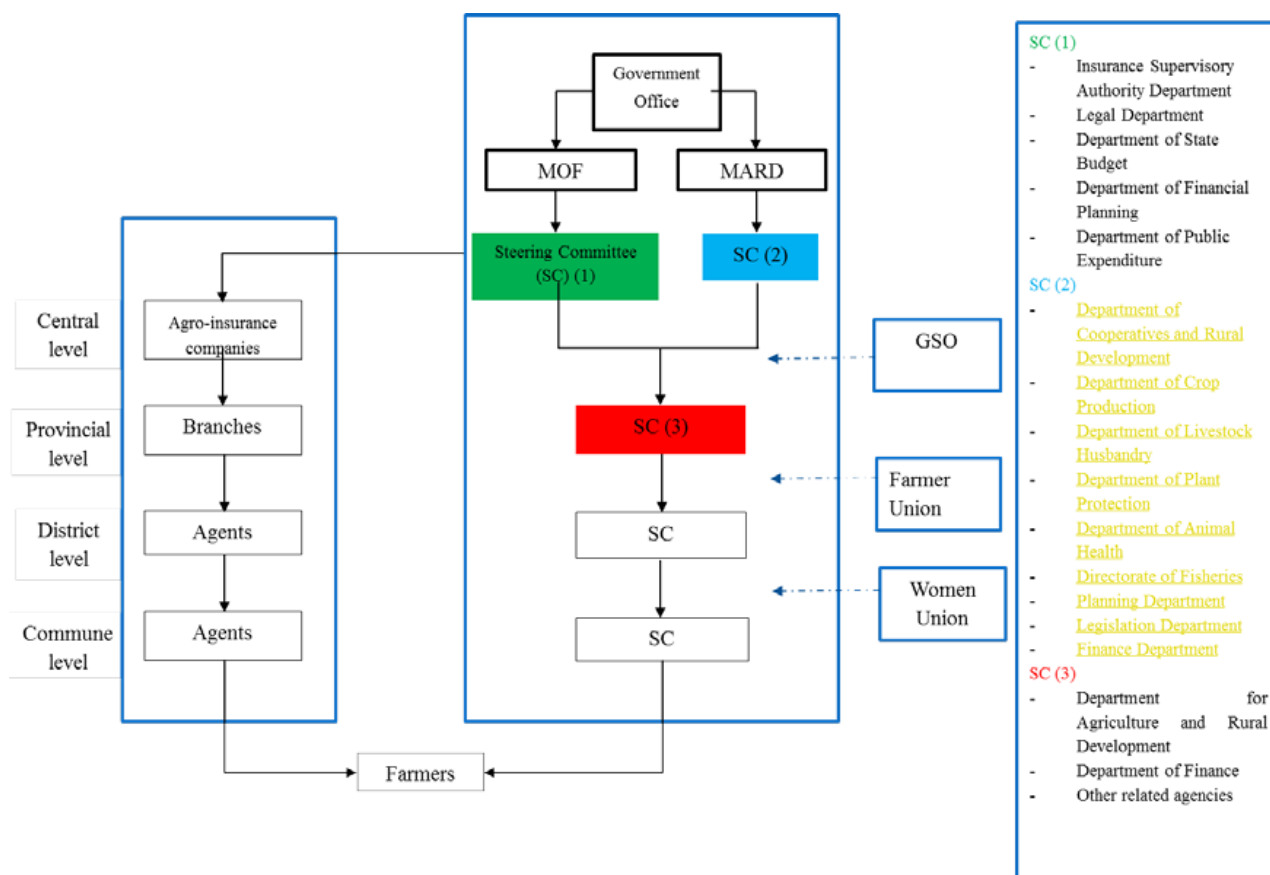 Government
Office
MOF
MARD
Steering Committee
(SC) (1)
SC (2)
Central
level
Agro-insurance
companies
GSO
Provincial
level
Branches
SC (3)
Farmer
Union
District
level
Agents
SC
Women
Union
Commune
level
Agents
SC
Farmers
SC (1)
- Insurance Supervisory
Authority Department
- Legal Department
- Department of State
Budget
- Department of Financial
Planning
- Department of Public
Expenditure
SC (2)
- Department of
Cooperatives and Rural
Development
- Department of Crop
Production
- Department of Livestock
Husbandry
- Department of Plant
Protection
- Department of Animal
Health
- Directorate of Fisheries
- Planning Department
- Legislation Department
- Finance Department
SC (3)
- Department for
Agriculture and Rural
Development
- Department of Finance
- Other related agencies